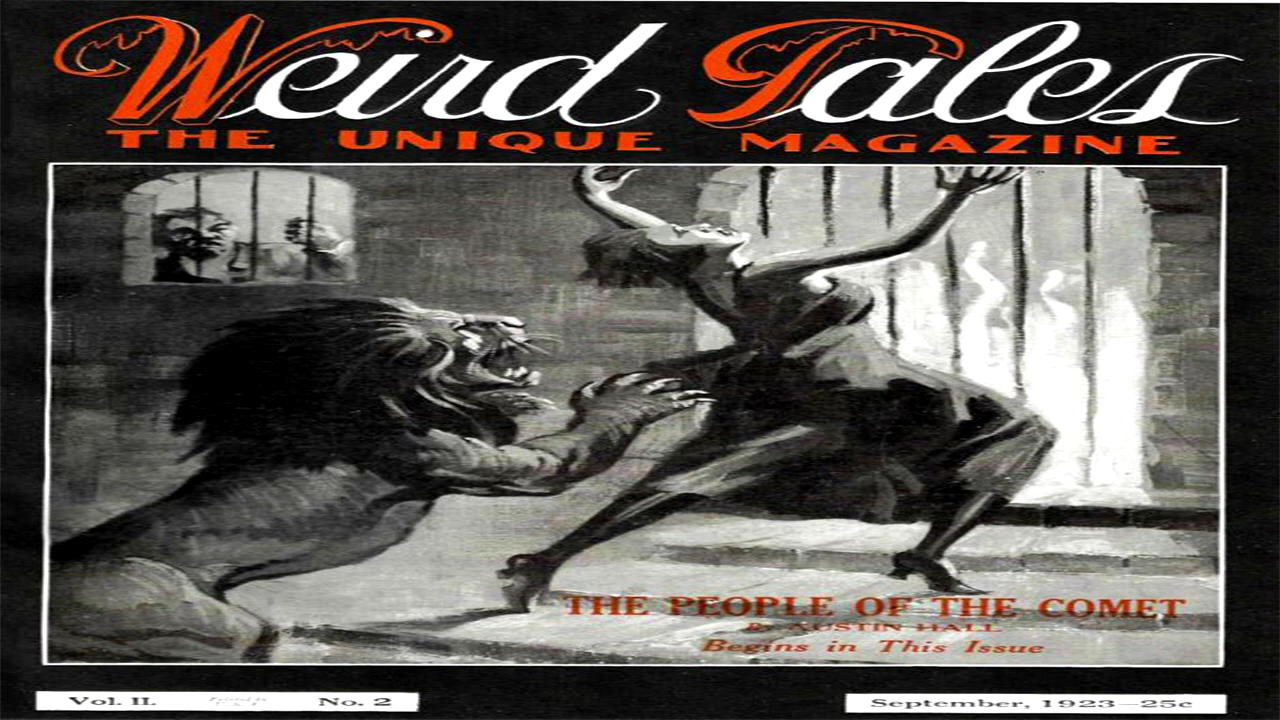 Weird Tales
THE UNIQUE MAGAZINE
THE PEOPLE OF THE COMET
By AUSTIN HALL
Begins in This Issue
Vol. II. No. 2
September, 1923—25c